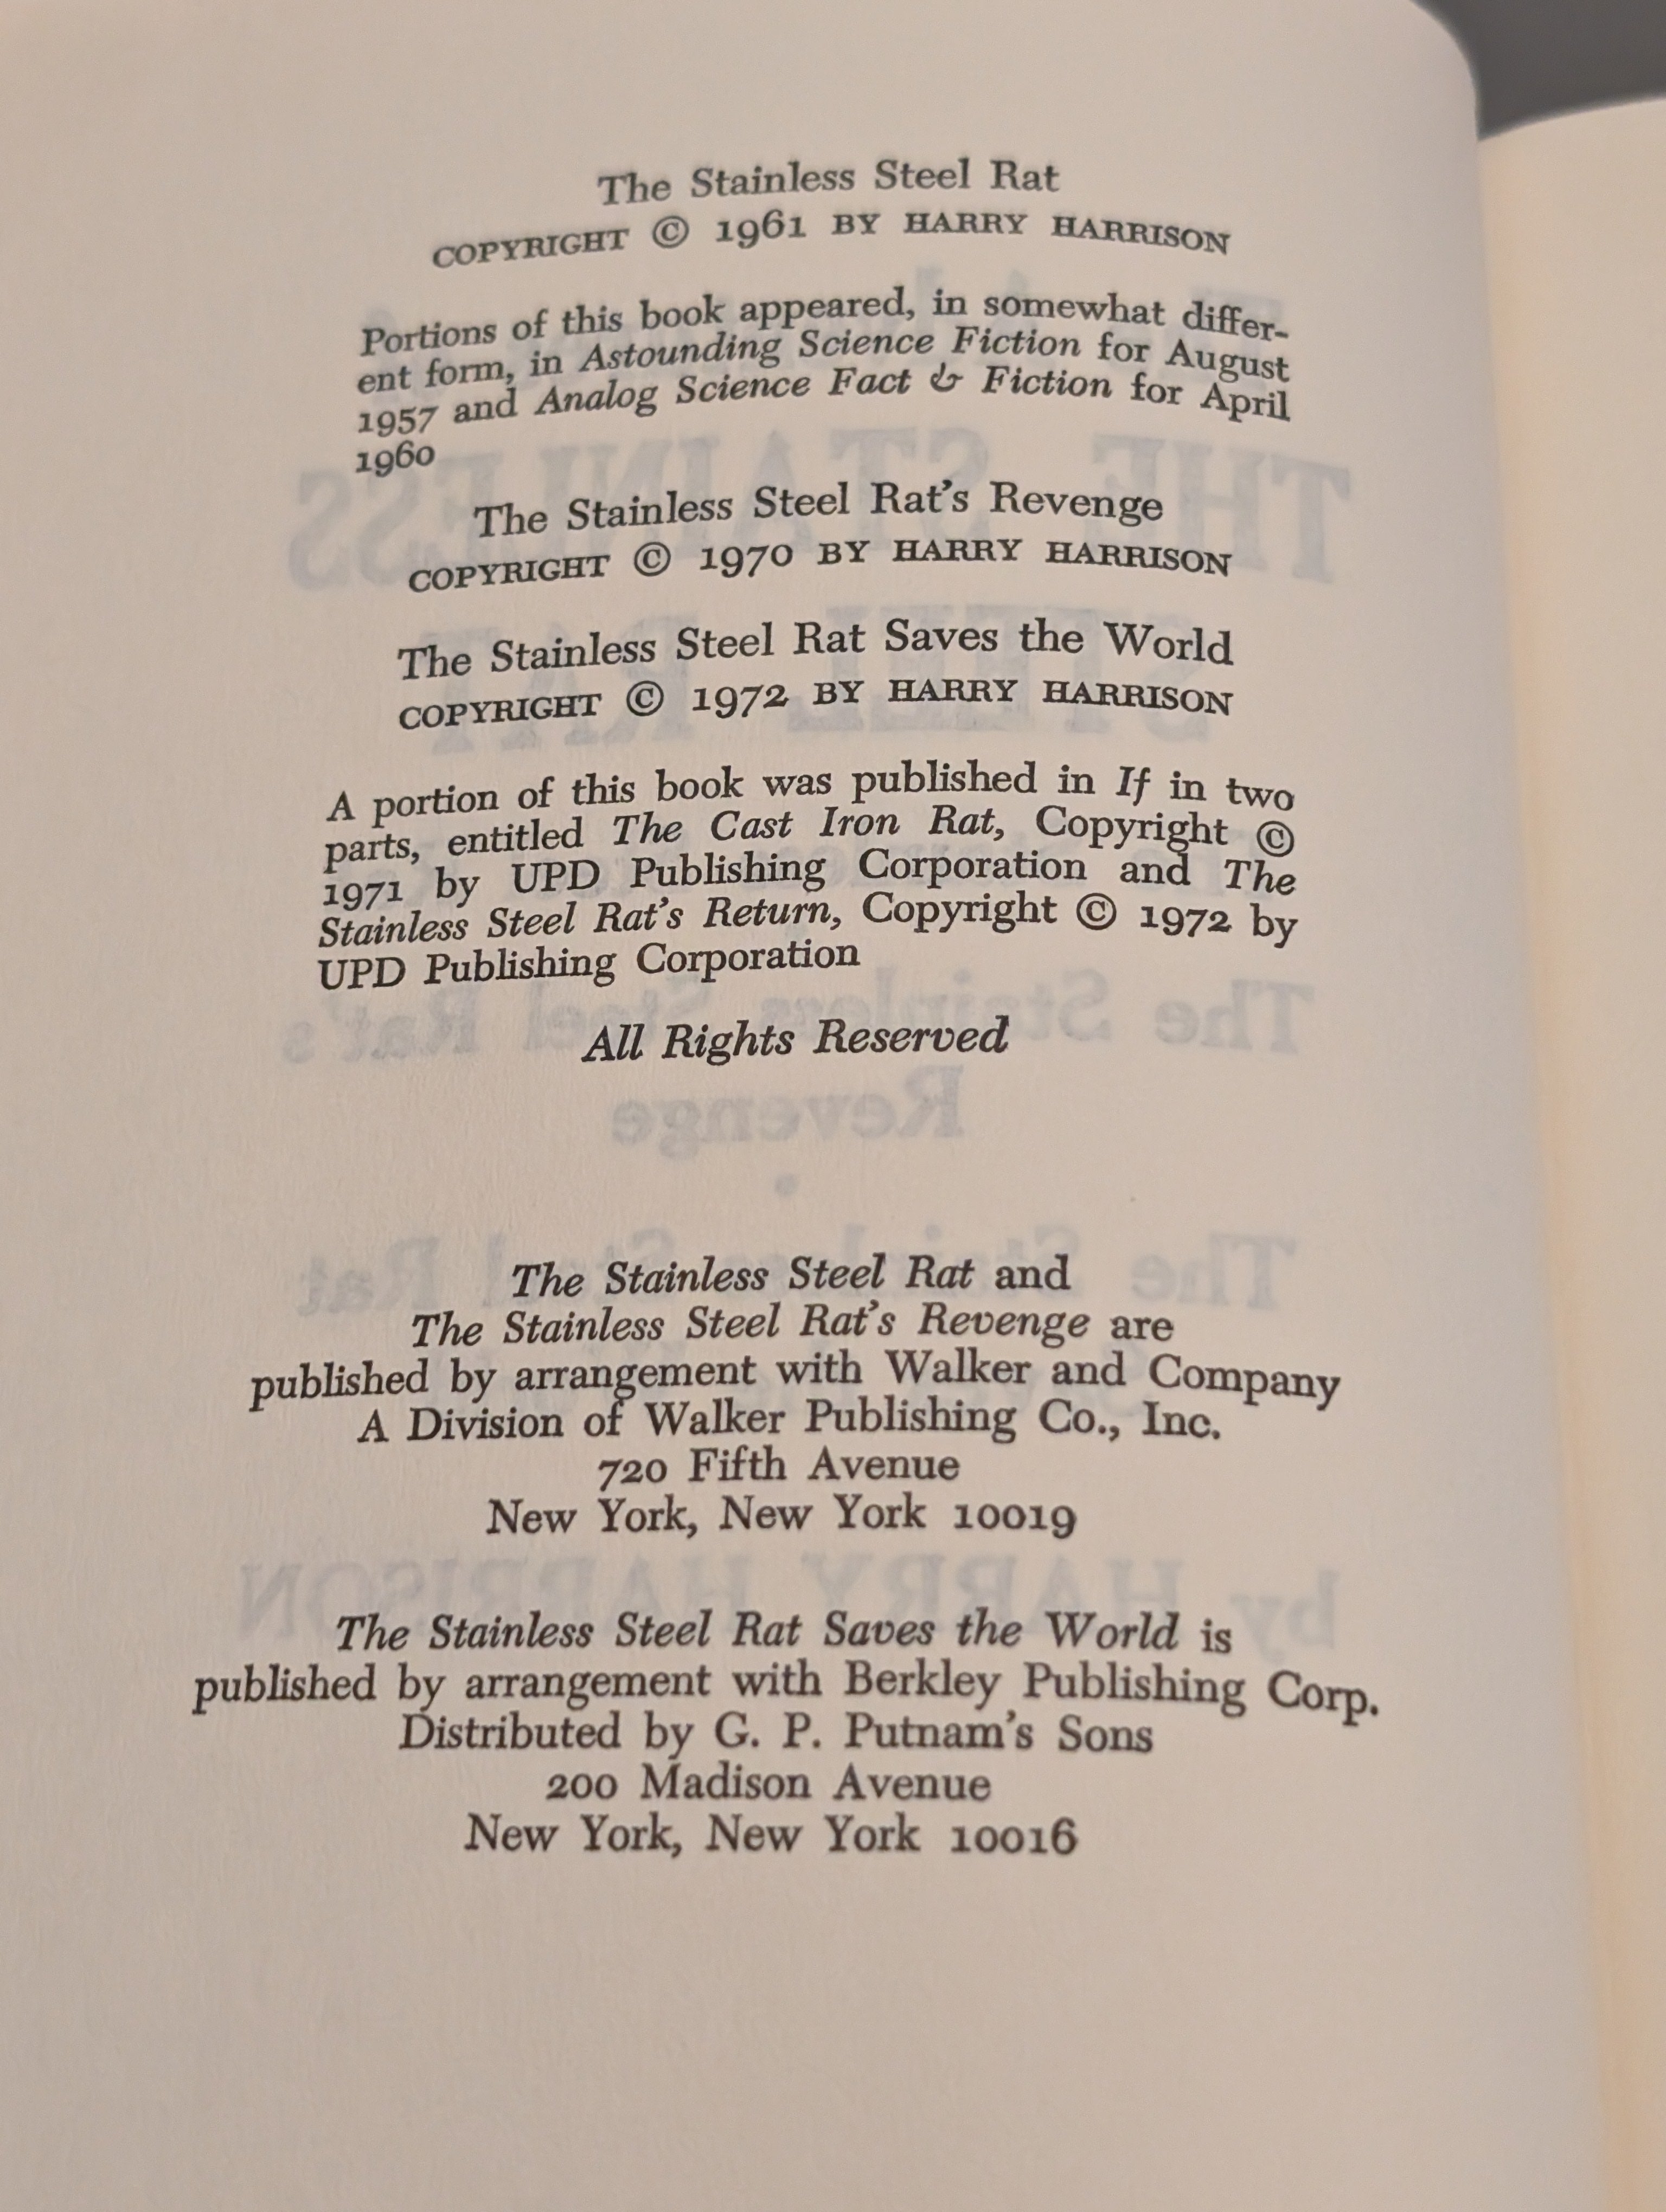 The Stainless Steel Rat
COPYRIGHT © 1961 BY HARRY HARRISON
Portions of this book appeared, in somewhat differ-
ent form, in Astounding Science Fiction for August
1957 and Analog Science Fact & Fiction for April
1960
The Stainless Steel Rat's Revenge
COPYRIGHT © 1970 BY HARRY HARRISON
The Stainless Steel Rat Saves the World
COPYRIGHT © 1972 BY HARRY HARRISON
A portion of this book was published in If in two
parts, entitled The Cast Iron Rat, Copyright ©
1971 by UPD Publishing Corporation and The
Stainless Steel Rat's Return, Copyright © 1972 by
UPD Publishing Corporation
All Rights Reserved
The Stainless Steel Rat and
The Stainless Steel Rat's Revenge are
published by arrangement with Walker and Company
A Division of Walker Publishing Co., Inc.
720 Fifth Avenue
New York, New York 10019
The Stainless Steel Rat Saves the World is
published by arrangement with Berkley Publishing Corp.
Distributed by G. P. Putnam's Sons
200 Madison Avenue
New York, New York 10016